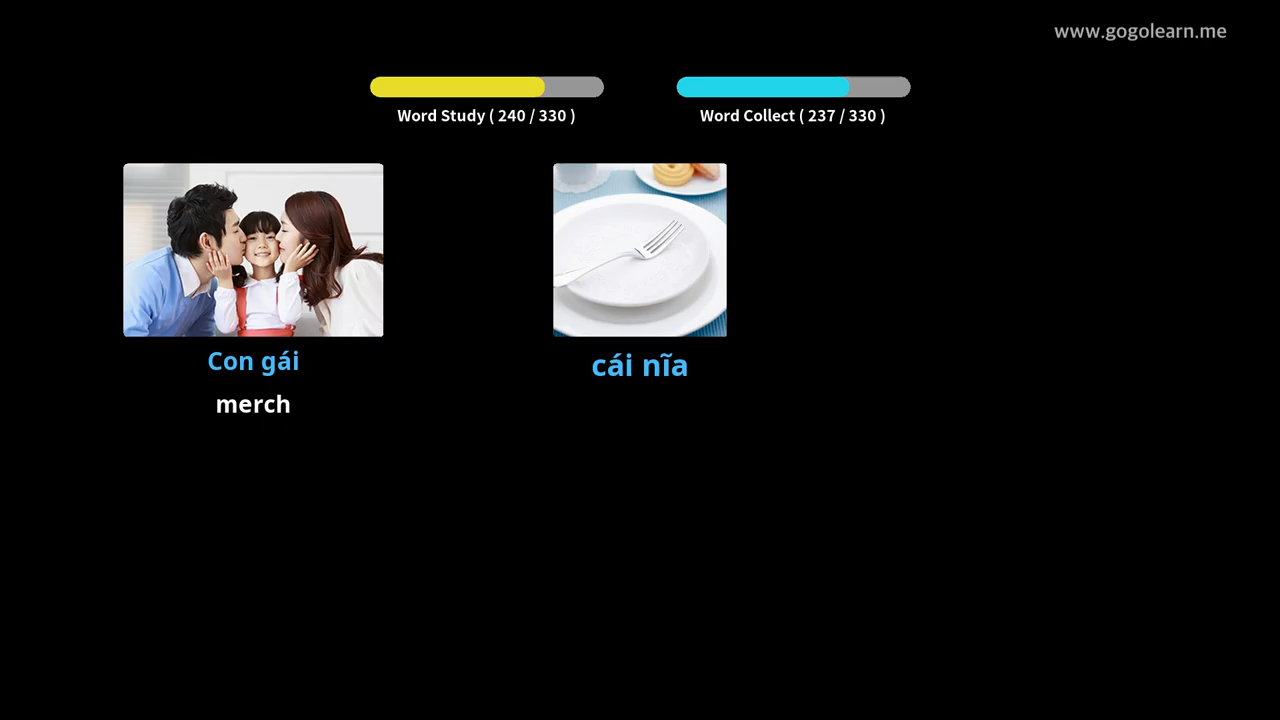 www.gogolearn.me
Word Study ( 240 / 330 )
Word Collect ( 237 / 330 )
Con gái
merch
cái nĩa